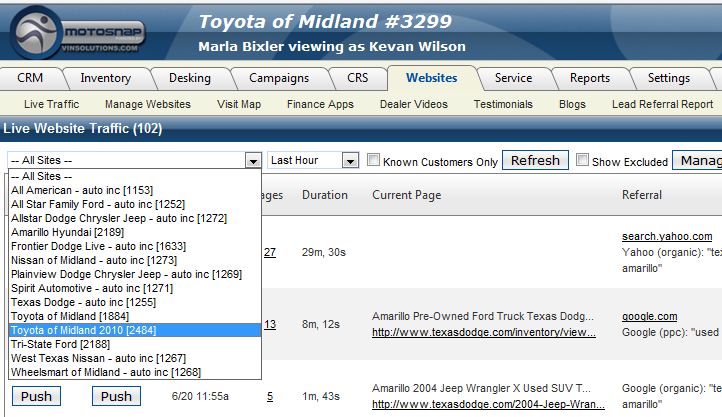 MOTOSNAP
POWERED BY
VINSOLUTIONS.COM
Toyota of Midland #3299
Marla Bixler viewing as Kevan Wilson
CRM Inventory Desking Campaigns CRS Websites Service Reports Settings
Live Traffic Manage Websites Visit Map Finance Apps Dealer Videos Testimonials Blogs Lead Referral Report
Live Website Traffic (102)
-- All Sites -- Last Hour Known Customers Only Refresh Show Excluded Manag
-- All Sites --
All American - auto inc [1153]
All Star Family Ford - auto inc [1252]
Allstar Dodge Chrysler Jeep - auto inc [1272]
Amarillo Hyundai [2189]
Frontier Dodge Live - auto inc [1633]
Nissan of Midland - auto inc [1273]
Plainview Dodge Chrysler Jeep - auto inc [1269]
Spirit Automotive - auto inc [1271]
Texas Dodge - auto inc [1255]
Toyota of Midland [1884]
Toyota of Midland 2010 [2484]
Tri-State Ford [2188]
West Texas Nissan - auto inc [1267]
Wheelsmart of Midland - auto inc [1268]
ages Duration Current Page Referral
27 29m, 30s
search.yahoo.com
Yahoo (organic): "te
amarillo"
13 8m, 12s
Amarillo Pre-Owned Ford Truck Texas Dodg...
http://www.texasdodge.com/inventory/view...
google.com
Google (ppc): "used
Push Push 6/20 11:55a 5 1m, 43s
Amarillo 2004 Jeep Wrangler X Used SUV T...
http://www.texasdodge.com/2004-Jeep-Wran...
Google (organic): "te
amarillo"